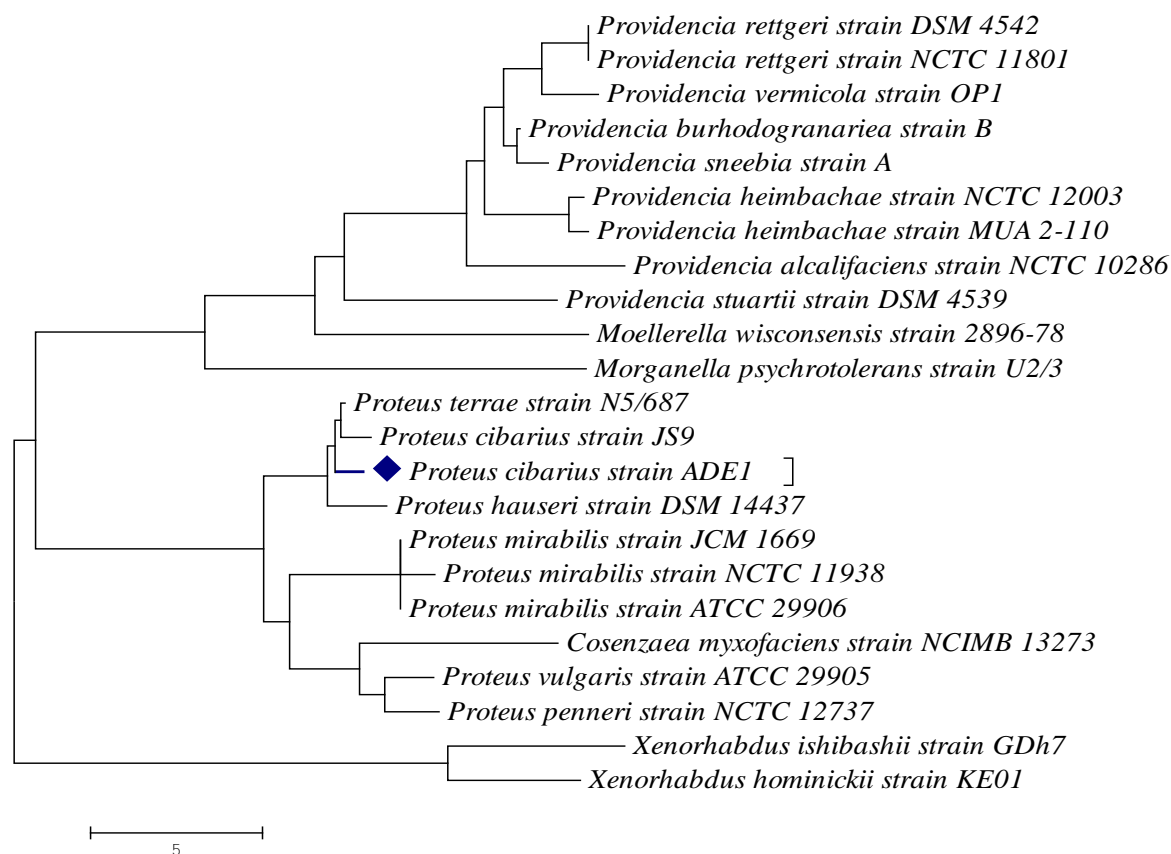 Providencia rettgeri strain DSM 4542
Providencia rettgeri strain NCTC 11801
Providencia vermicola strain OP1
Providencia burhodogranariea strain B
Providencia sneebia strain A
Providencia heimbachae strain NCTC 12003
Providencia heimbachae strain MUA 2-110
Providencia alcalifaciens strain NCTC 10286
Providencia stuartii strain DSM 4539
Moellerella wisconsensis strain 2896-78
Morganella psychrotolerans strain U2/3
Proteus terrae strain N5/687
Proteus cibarius strain JS9
Proteus cibarius strain ADE1
Proteus hauseri strain DSM 14437
Proteus mirabilis strain JCM 1669
Proteus mirabilis strain NCTC 11938
Proteus mirabilis strain ATCC 29906
Cosenzaea myxofaciens strain NCIMB 13273
Proteus vulgaris strain ATCC 29905
Proteus penneri strain NCTC 12737
Xenorhabdus ishibashii strain GDh7
Xenorhabdus hominickii strain KE01
5